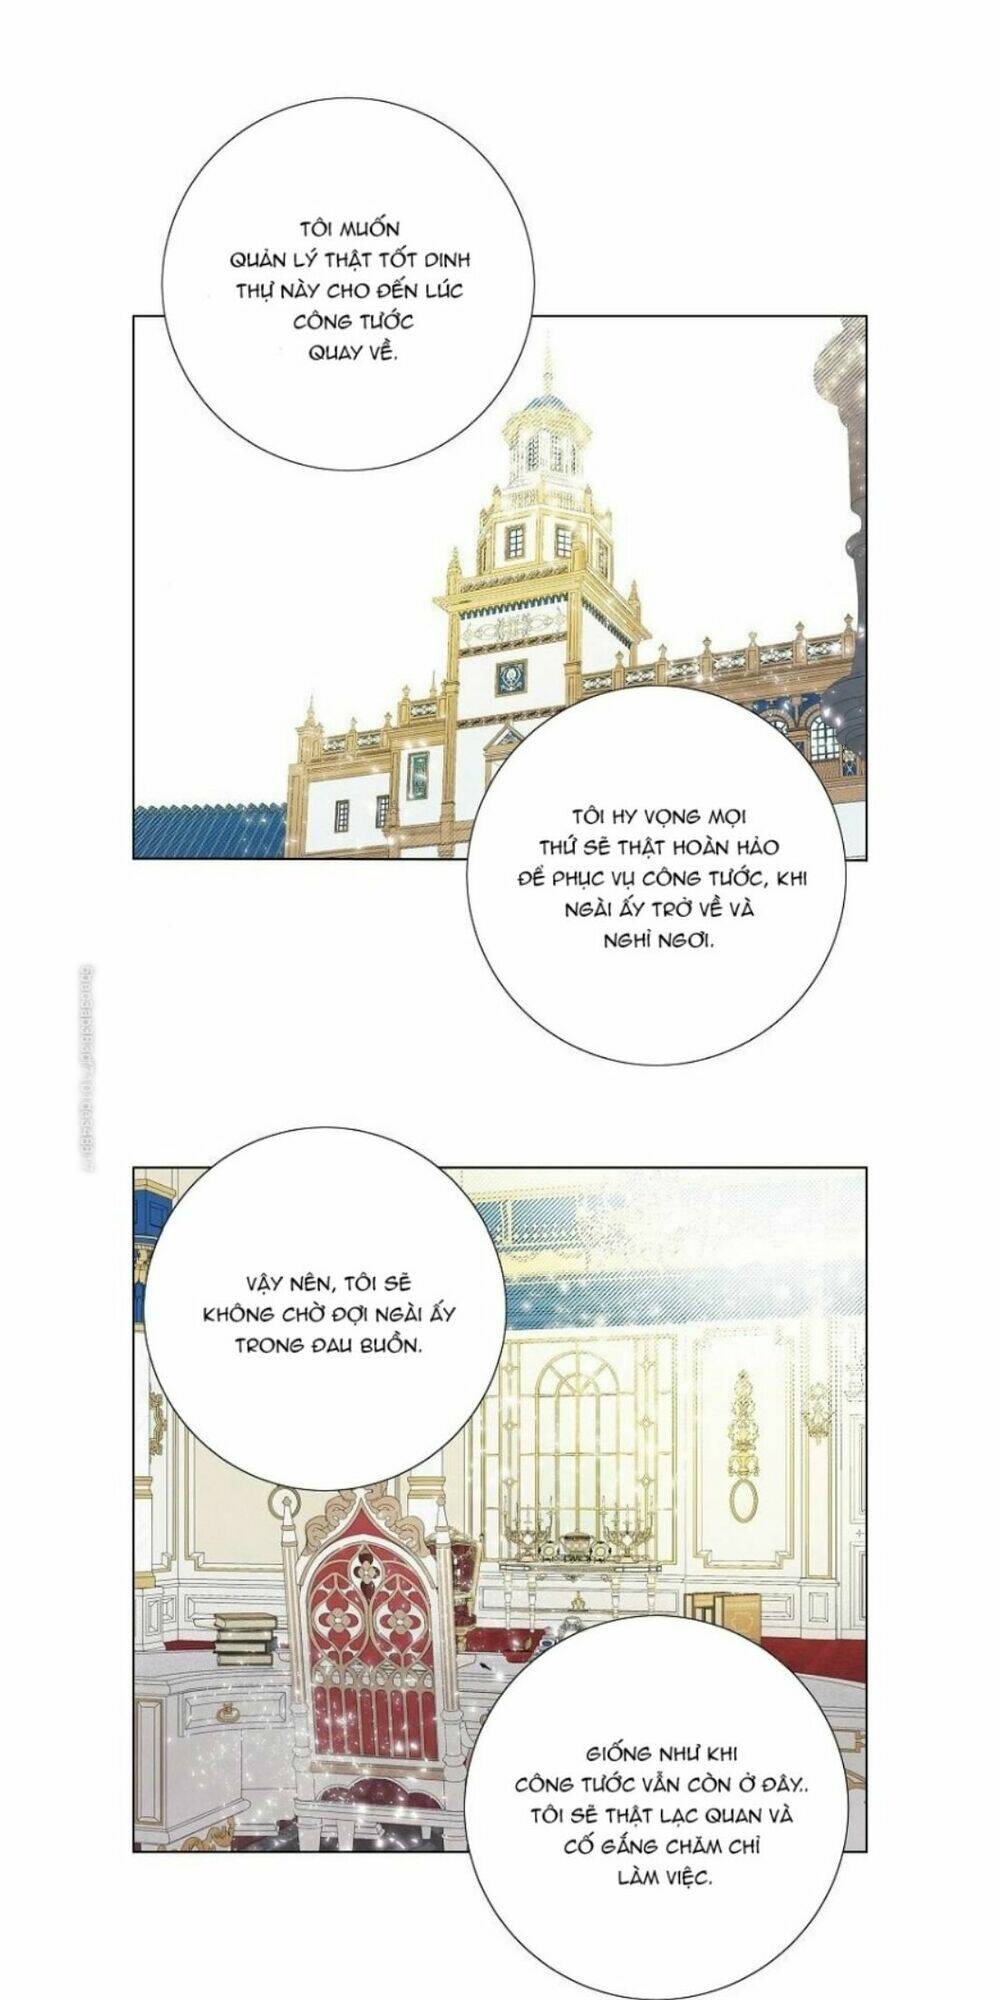 TÔI MUỐN
QUẢN LÝ THẬT TỐT DINH
THỰ NÀY CHO ĐẾN LÚC
CÔNG TƯỚC
QUAY VỀ.
TÔI HY VỌNG MỌI
THỨ SẼ THẬT HOÀN HẢO
ĐỂ PHỤC VỤ CÔNG TƯỚC, KHI
NGÀI ẤY TRỞ VỀ VÀ
NGHỈ NGƠI.
VẬY NÊN, TÔI SẼ
KHÔNG CHỜ ĐỢI NGÀI ẤY
TRONG ĐAU BUỒN.
GIỐNG NHƯ KHI
CÔNG TƯỚC VẪN CÒN Ở ĐÂY..
TÔI SẼ THẬT LẠC QUAN VÀ
CỐ GẮNG CHĂM CHỈ
LÀM VIỆC.